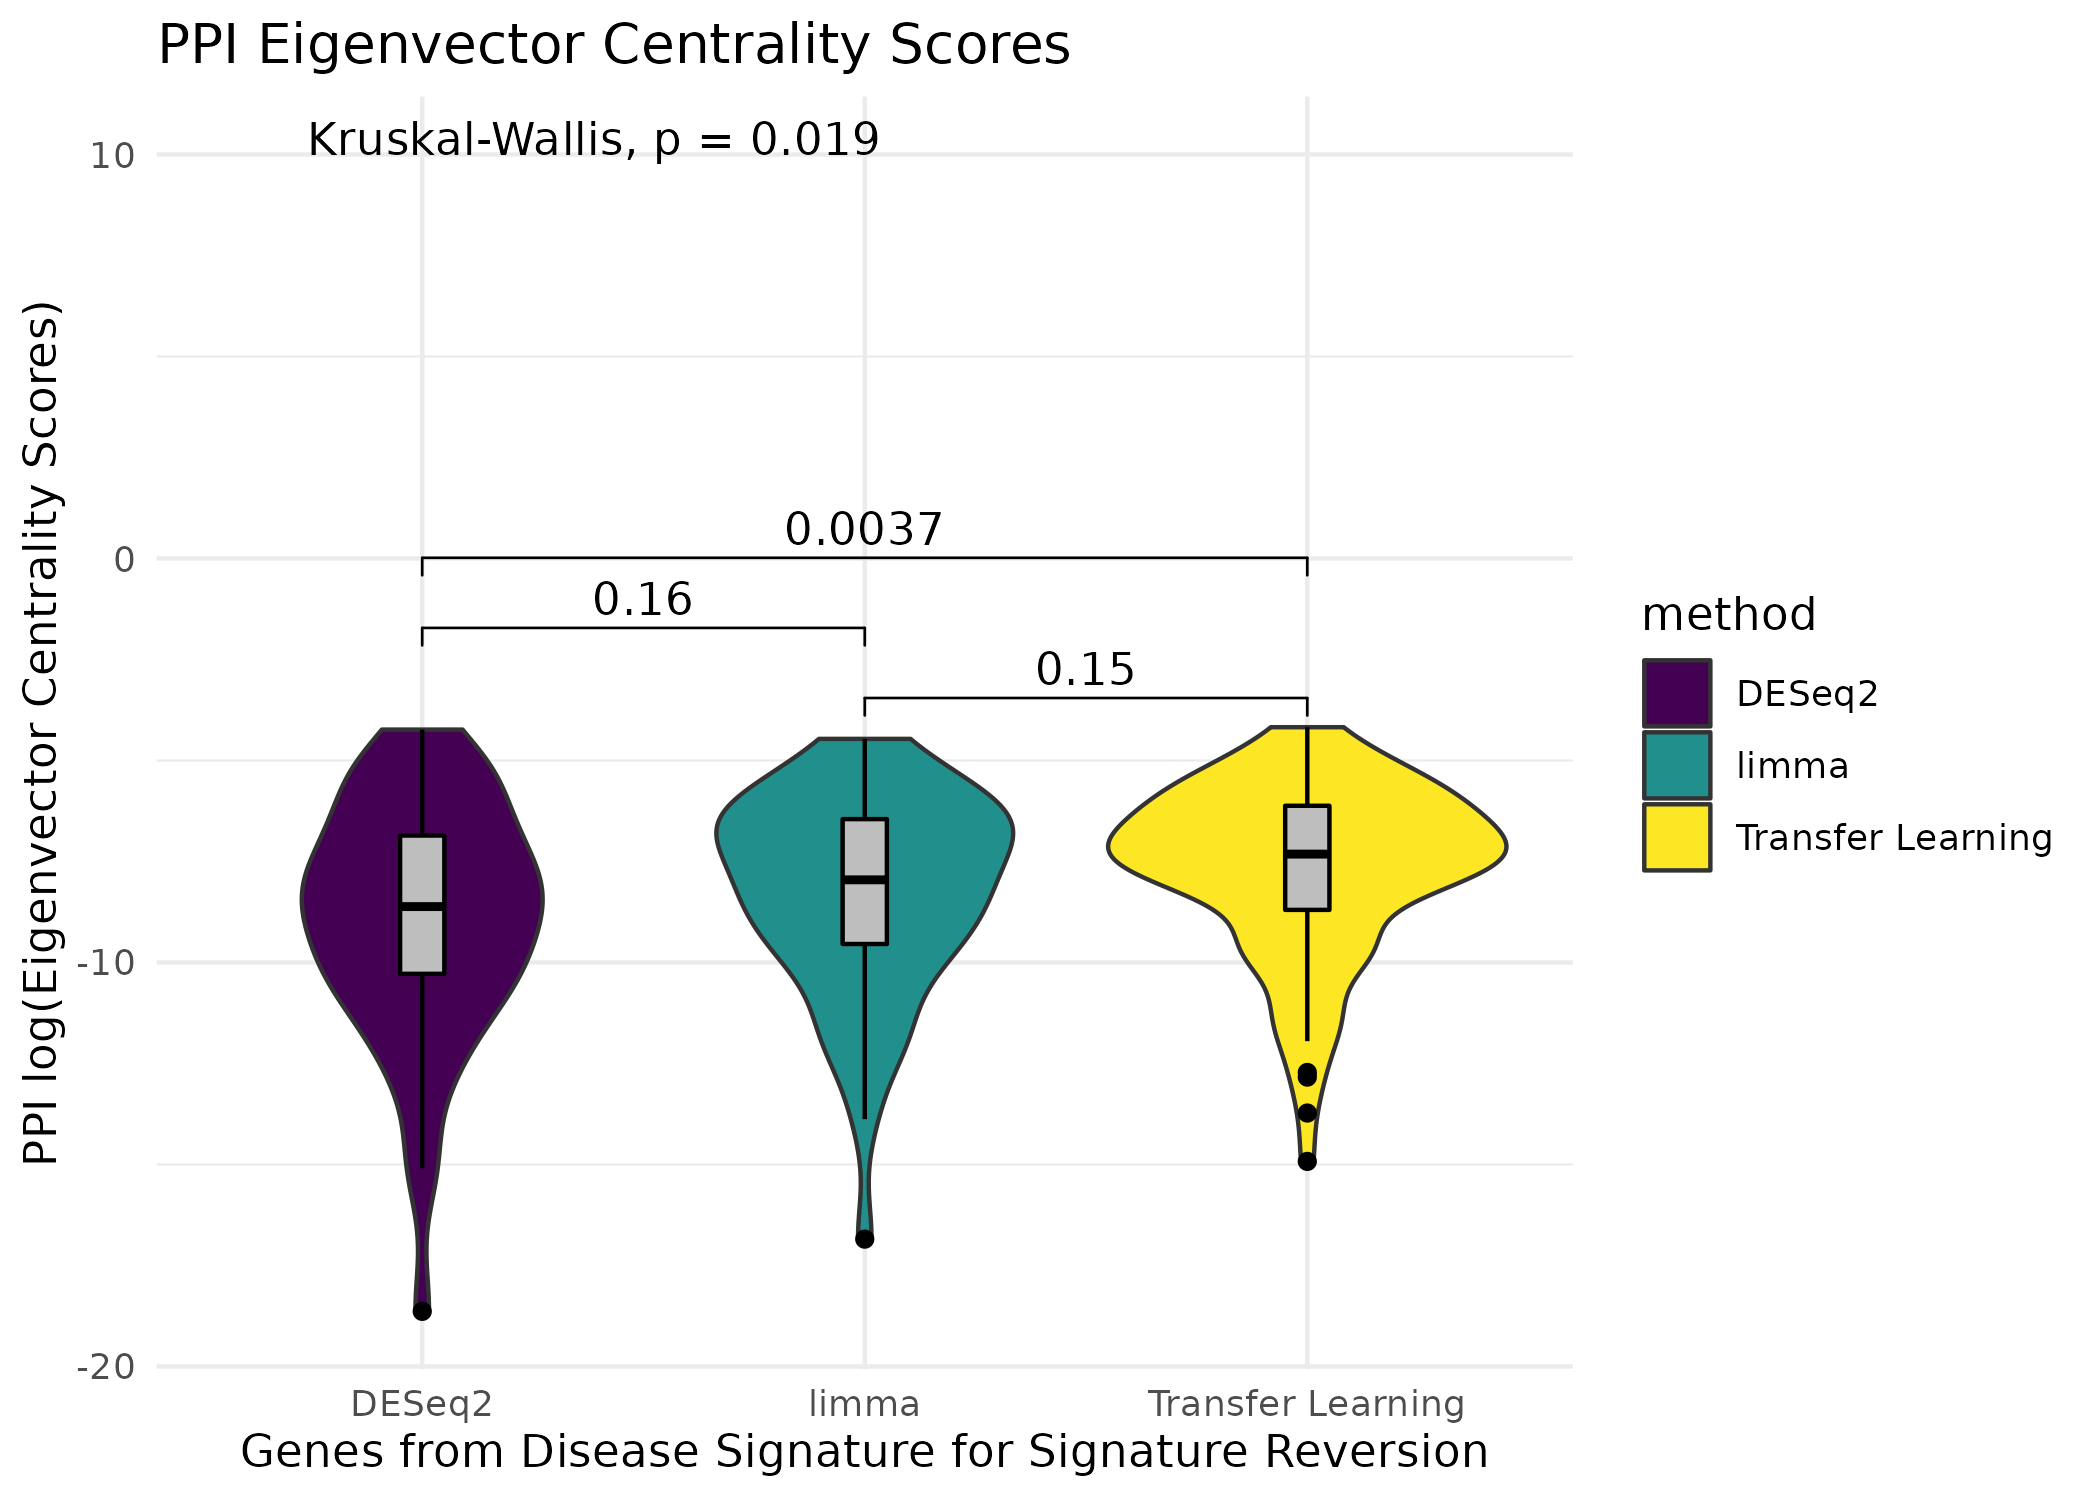 PPI Eigenvector Centrality Scores
Kruskal-Wallis, p = 0.019
10
0.0037
0
0.16
0.15
-10
-20
PPI log(Eigenvector Centrality Scores)
DESeq2
limma
Transfer Learning
Genes from Disease Signature for Signature Reversion
method
DESeq2
limma
Transfer Learning